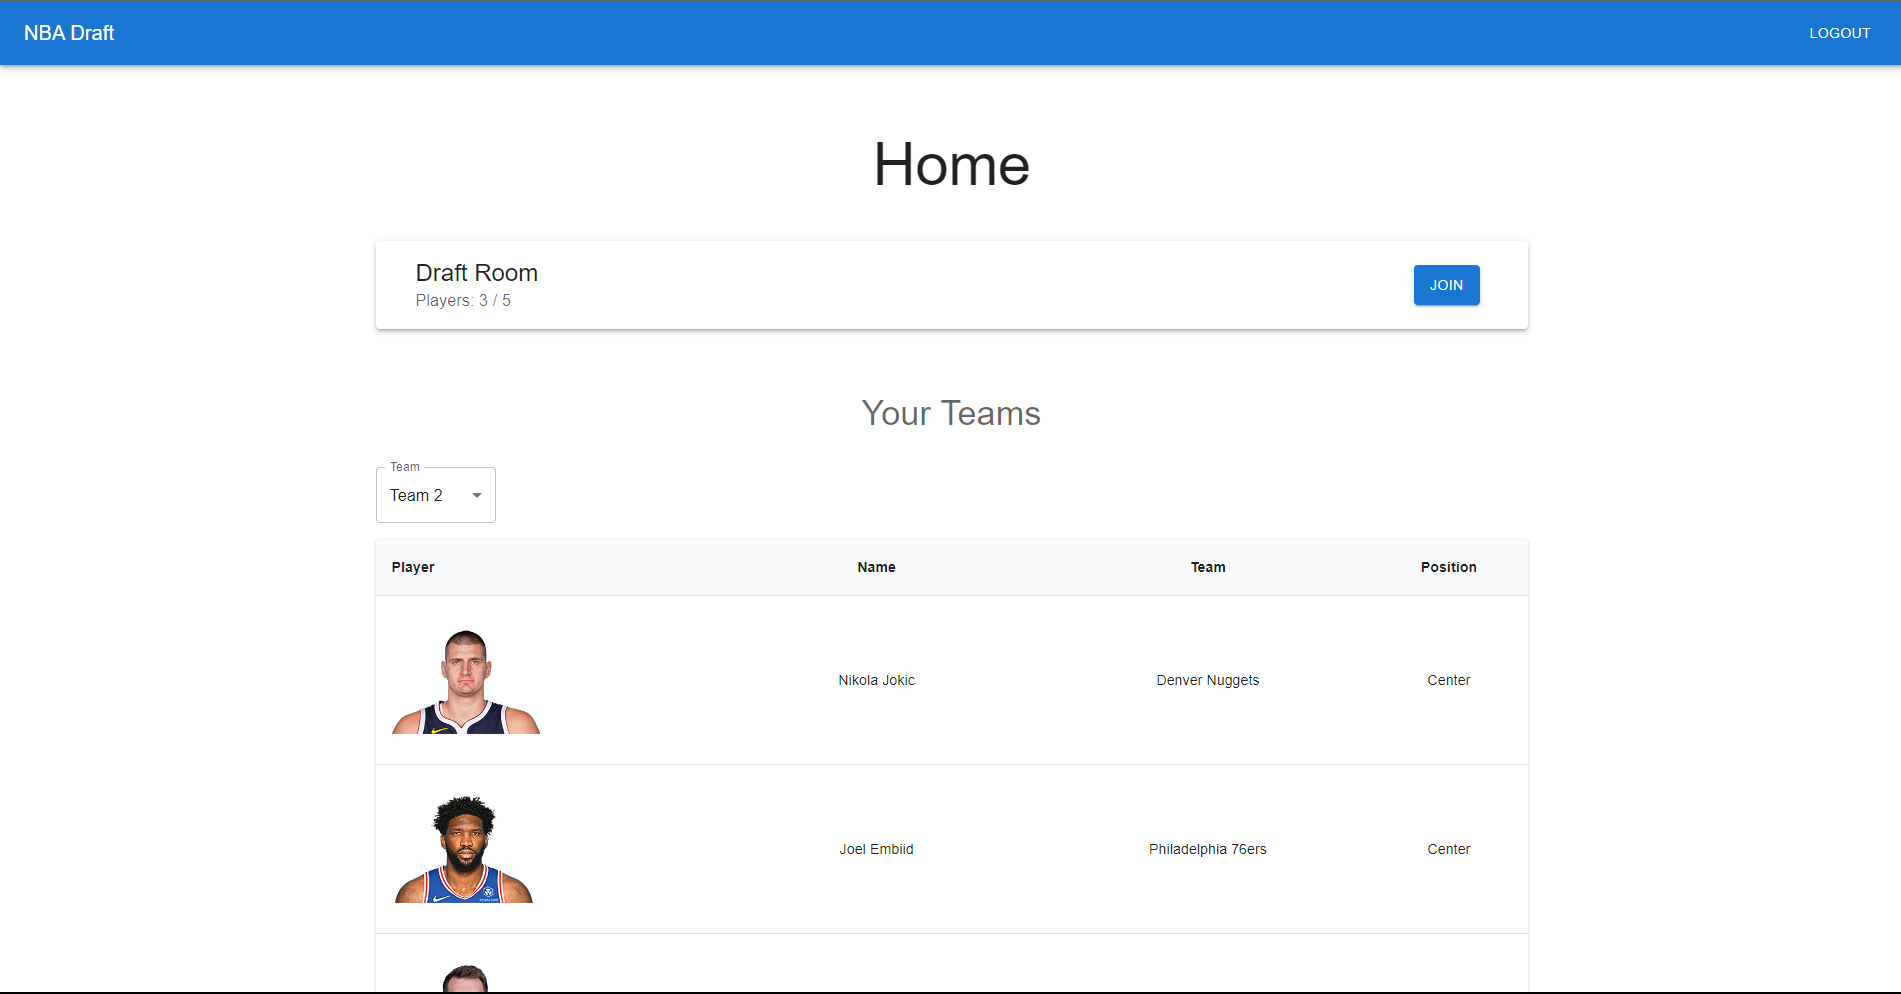 NBA Draft
LOGOUT
Home
Draft Room
Players: 3 / 5
JOIN
Your Teams
Team
Team 2
Player Name Team Position
Nikola Jokic Denver Nuggets Center
Joel Embiid Philadelphia 76ers Center